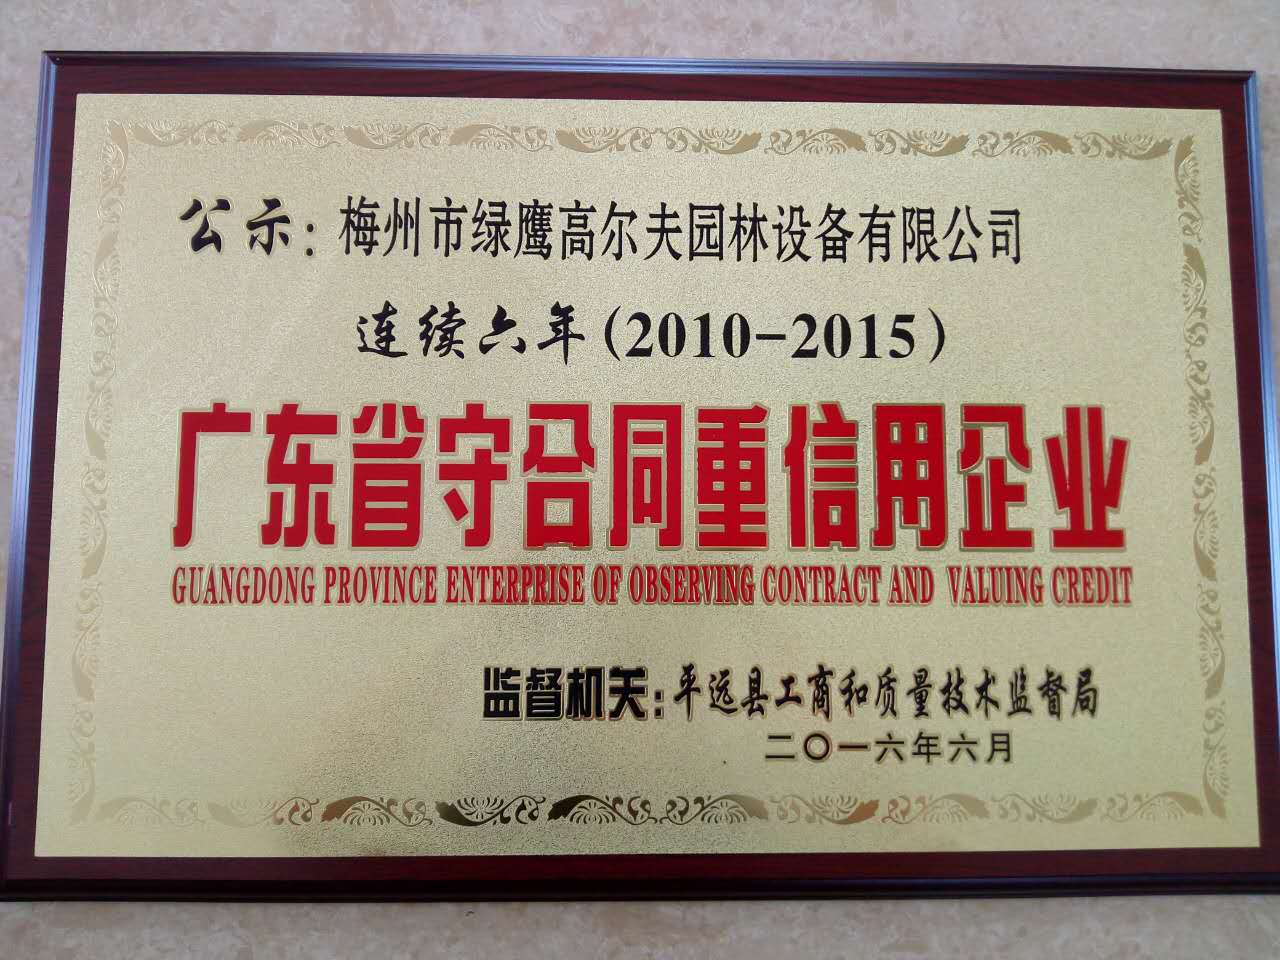 公示:梅州市绿鹰高尔夫园林设备有限公司
连续六年(2010-2015)
广东省守合同重信用企业
GUANGDONG PROVINCE ENTERPRISE OF OBSERVING CONTRACT AND VALUING CREDIT
监督机关:平远县工商和质量技术监督局
二〇一六年六月